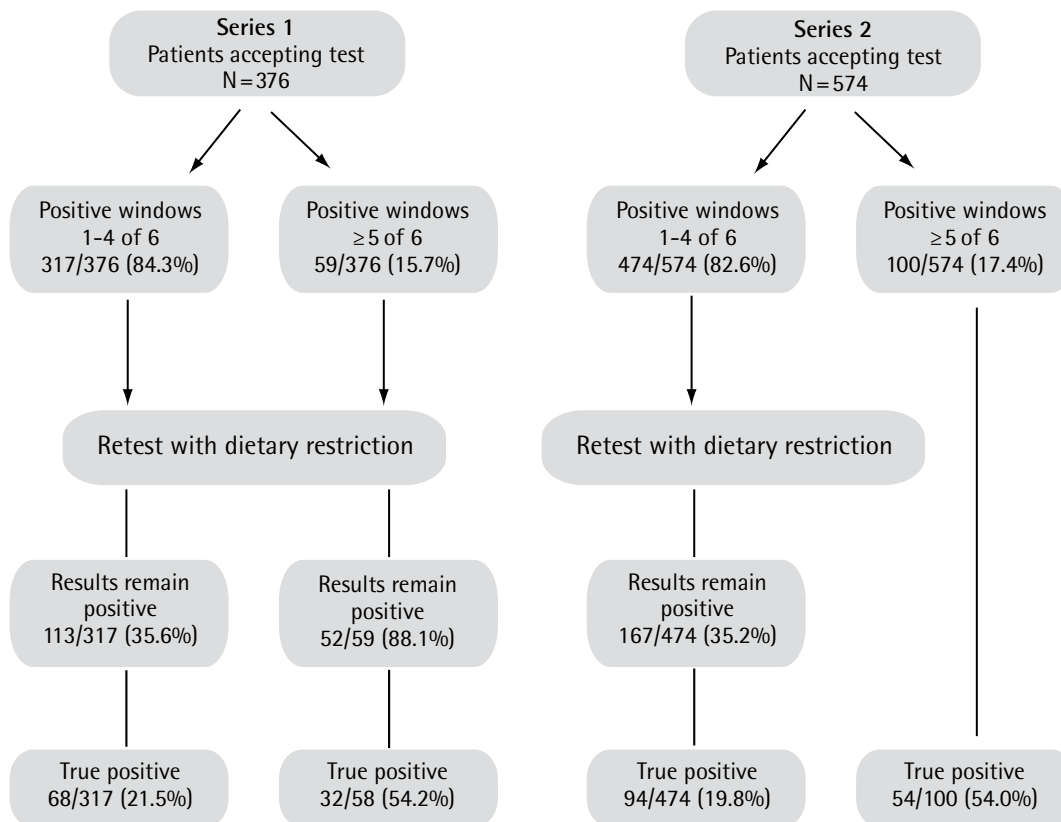 Series 1
Patients accepting test
N=376
Positive windows
1-4 of 6
317/376 (84.3%)
Positive windows
≥5 of 6
59/376 (15.7%)
Retest with dietary restriction
Results remain
positive
113/317 (35.6%)
Results remain
positive
52/59 (88.1%)
True positive
68/317 (21.5%)
True positive
32/58 (54.2%)
Series 2
Patients accepting test
N=574
Positive windows
1-4 of 6
474/574 (82.6%)
Positive windows
≥5 of 6
100/574 (17.4%)
Retest with dietary restriction
Results remain
positive
167/474 (35.2%)
True positive
94/474 (19.8%)
True positive
54/100 (54.0%)